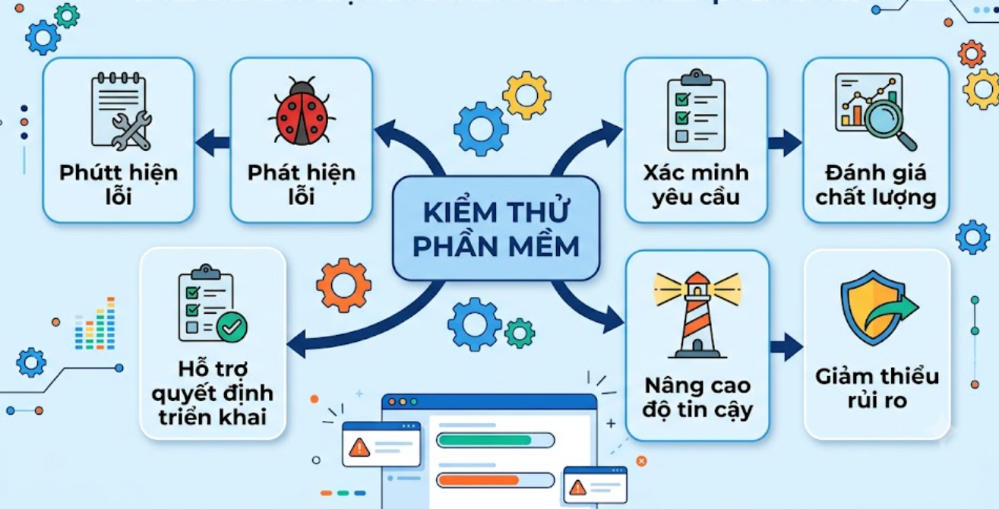 Phútt hiện
lỗi
Phát hiện
lỗi
KIỂM THỬ
PHẦN MỀM
Xác minh
yêu cầu
Đánh giá
chất lượng
Hỗ trợ
quyết định
triển khai
Nâng cao
độ tin cậy
Giảm thiểu
rủi ro